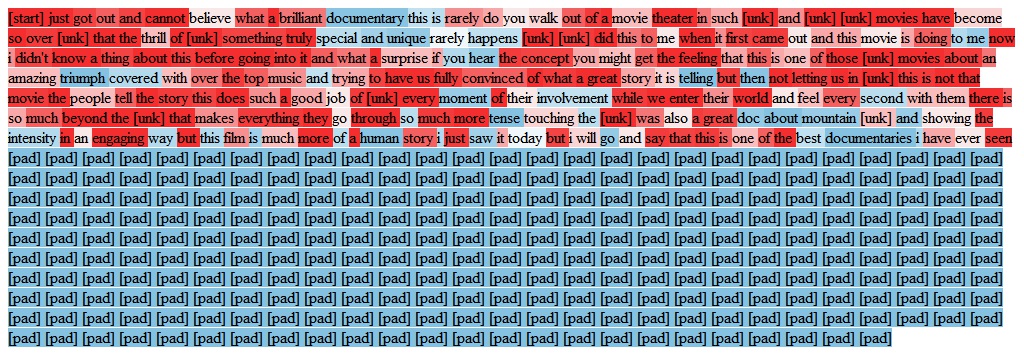 [start] just got out and cannot believe what a brilliant documentary this is rarely do you walk out of a movie theater in such [unk] and [unk] [unk] movies have become
so over [unk] that the thrill of [unk] something truly special and unique rarely happens [unk] [unk] did this to me when it first came out and this movie is doing to me now
i didn't know a thing about this before going into it and what a surprise if you hear the concept you might get the feeling that this is one of those [unk] movies about an
amazing triumph covered with over the top music and trying to have us fully convinced of what a great story it is telling but then not letting us in [unk] this is not that
movie the people tell the story this does such a good job of [unk] every moment of their involvement while we enter their world and feel every second with them there is
so much beyond the [unk] that makes everything they go through so much more tense touching the [unk] was also a great doc about mountain [unk] and showing the
intensity in an engaging way but this film is much more of a human story i just saw it today but i will go and say that this is one of the best documentaries i have ever seen
[pad] [pad] [pad] [pad] [pad] [pad] [pad] [pad] [pad] [pad] [pad] [pad] [pad] [pad] [pad] [pad] [pad] [pad] [pad] [pad] [pad] [pad] [pad] [pad] [pad] [pad] [pad]
[pad] [pad] [pad] [pad] [pad] [pad] [pad] [pad] [pad] [pad] [pad] [pad] [pad] [pad] [pad] [pad] [pad] [pad] [pad] [pad] [pad] [pad] [pad] [pad] [pad] [pad] [pad]
[pad] [pad] [pad] [pad] [pad] [pad] [pad] [pad] [pad] [pad] [pad] [pad] [pad] [pad] [pad] [pad] [pad] [pad] [pad] [pad] [pad] [pad] [pad] [pad] [pad] [pad] [pad]
[pad] [pad] [pad] [pad] [pad] [pad] [pad] [pad] [pad] [pad] [pad] [pad] [pad] [pad] [pad] [pad] [pad] [pad] [pad] [pad] [pad] [pad] [pad] [pad] [pad] [pad] [pad]
[pad] [pad] [pad] [pad] [pad] [pad] [pad] [pad] [pad] [pad] [pad] [pad] [pad] [pad] [pad] [pad] [pad] [pad] [pad] [pad] [pad] [pad] [pad] [pad] [pad] [pad] [pad]
[pad] [pad] [pad] [pad] [pad] [pad] [pad] [pad] [pad] [pad] [pad] [pad] [pad] [pad] [pad] [pad] [pad] [pad] [pad] [pad] [pad] [pad] [pad] [pad] [pad] [pad] [pad]
[pad] [pad] [pad] [pad] [pad] [pad] [pad] [pad] [pad] [pad] [pad] [pad] [pad] [pad] [pad] [pad] [pad] [pad] [pad] [pad] [pad] [pad] [pad] [pad] [pad] [pad] [pad]
[pad] [pad] [pad] [pad] [pad] [pad] [pad] [pad] [pad] [pad] [pad] [pad] [pad] [pad] [pad] [pad] [pad] [pad] [pad] [pad] [pad] [pad] [pad] [pad] [pad] [pad] [pad]
[pad] [pad] [pad] [pad] [pad] [pad] [pad] [pad] [pad] [pad] [pad] [pad] [pad] [pad] [pad] [pad] [pad] [pad] [pad] [pad] [pad] [pad] [pad] [pad] [pad] [pad] [pad]
[pad] [pad] [pad] [pad] [pad] [pad] [pad] [pad] [pad] [pad] [pad] [pad] [pad] [pad] [pad] [pad] [pad] [pad] [pad] [pad] [pad] [pad] [pad] [pad]